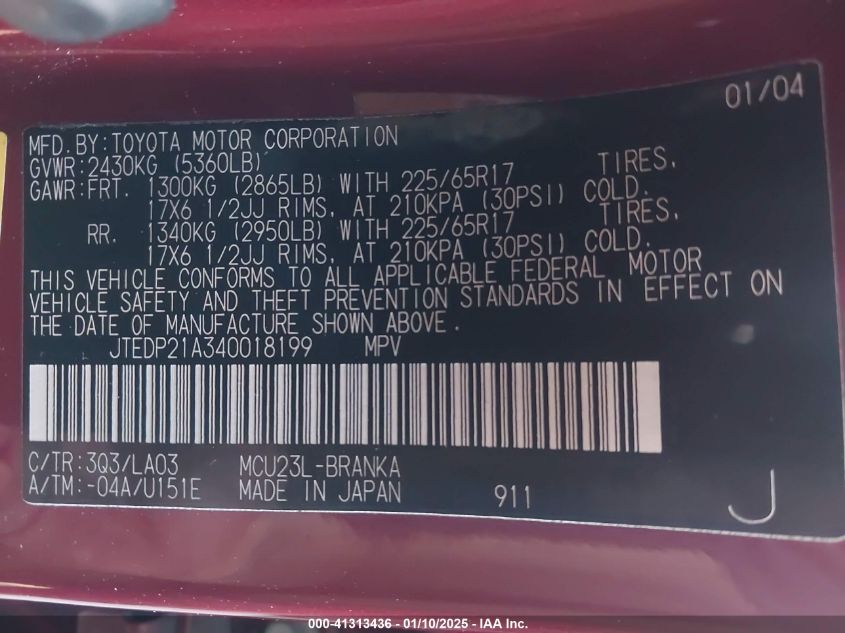 01/04
MFD. BY: TOYOTA MOTOR CORPORATION
GVWR: 2430KG (5360LB)
GAWR: FRT. 1300KG (2865LB) WITH 225/65R17 TIRES,
17X6 1/2JJ RIMS, AT 210KPA (30PSI) COLD.
RR. 1340KG (2950LB) WITH 225/65R17 TIRES,
17X6 1/2JJ RIMS, AT 210KPA (30PSI) COLD.
THIS VEHICLE CONFORMS TO ALL APPLICABLE FEDERAL MOTOR
VEHICLE SAFETY AND THEFT PREVENTION STANDARDS IN EFFECT ON
THE DATE OF MANUFACTURE SHOWN ABOVE.
JTEDP21A340018199 MPV
C/TR: 3Q3/LA03 MCU23L-BRANKA
A/TM: -04A/U151E MADE IN JAPAN 911 J
000-41313436 - 01/10/2025 - IAA Inc.